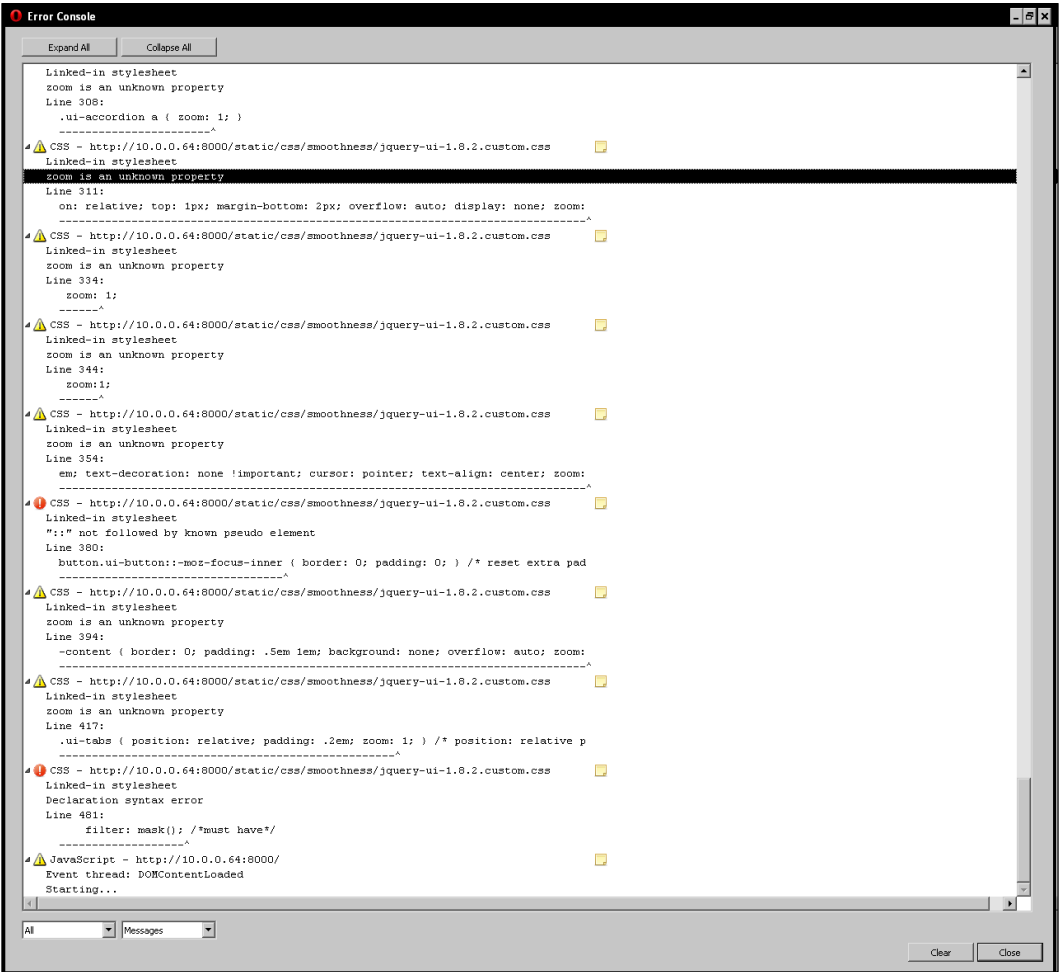 Error Console
Expand All
Collapse All
Linked-in stylesheet
zoom is an unknown property
Line 308:
.ui-accordion a { zoom: 1; }
-----------------------^
CSS - http://10.0.0.64:8000/static/css/smoothness/jquery-ui-1.8.2.custom.css
Linked-in stylesheet
zoom is an unknown property
Line 311:
on: relative; top: 1px; margin-bottom: 2px; overflow: auto; display: none; zoom:
--------------------------------------------------------------------------------^
CSS - http://10.0.0.64:8000/static/css/smoothness/jquery-ui-1.8.2.custom.css
Linked-in stylesheet
zoom is an unknown property
Line 334:
zoom: 1;
------^
CSS - http://10.0.0.64:8000/static/css/smoothness/jquery-ui-1.8.2.custom.css
Linked-in stylesheet
zoom is an unknown property
Line 344:
zoom:1;
------^
CSS - http://10.0.0.64:8000/static/css/smoothness/jquery-ui-1.8.2.custom.css
Linked-in stylesheet
zoom is an unknown property
Line 354:
em; text-decoration: none !important; cursor: pointer; text-align: center; zoom:
--------------------------------------------------------------------------------^
CSS - http://10.0.0.64:8000/static/css/smoothness/jquery-ui-1.8.2.custom.css
Linked-in stylesheet
"::" not followed by known pseudo element
Line 380:
button.ui-button::-moz-focus-inner { border: 0; padding: 0; } /* reset extra pad
----------------------------------^
CSS - http://10.0.0.64:8000/static/css/smoothness/jquery-ui-1.8.2.custom.css
Linked-in stylesheet
zoom is an unknown property
Line 394:
-content { border: 0; padding: .5em 1em; background: none; overflow: auto; zoom:
--------------------------------------------------------------------------------^
CSS - http://10.0.0.64:8000/static/css/smoothness/jquery-ui-1.8.2.custom.css
Linked-in stylesheet
zoom is an unknown property
Line 417:
.ui-tabs { position: relative; padding: .2em; zoom: 1; } /* position: relative p
---------------------------------------------------^
CSS - http://10.0.0.64:8000/static/css/smoothness/jquery-ui-1.8.2.custom.css
Linked-in stylesheet
Declaration syntax error
Line 481:
filter: mask(); /*must have*/
-------------------^
JavaScript - http://10.0.0.64:8000/
Event thread: DOMContentLoaded
Starting...
All
Messages
Clear
Close